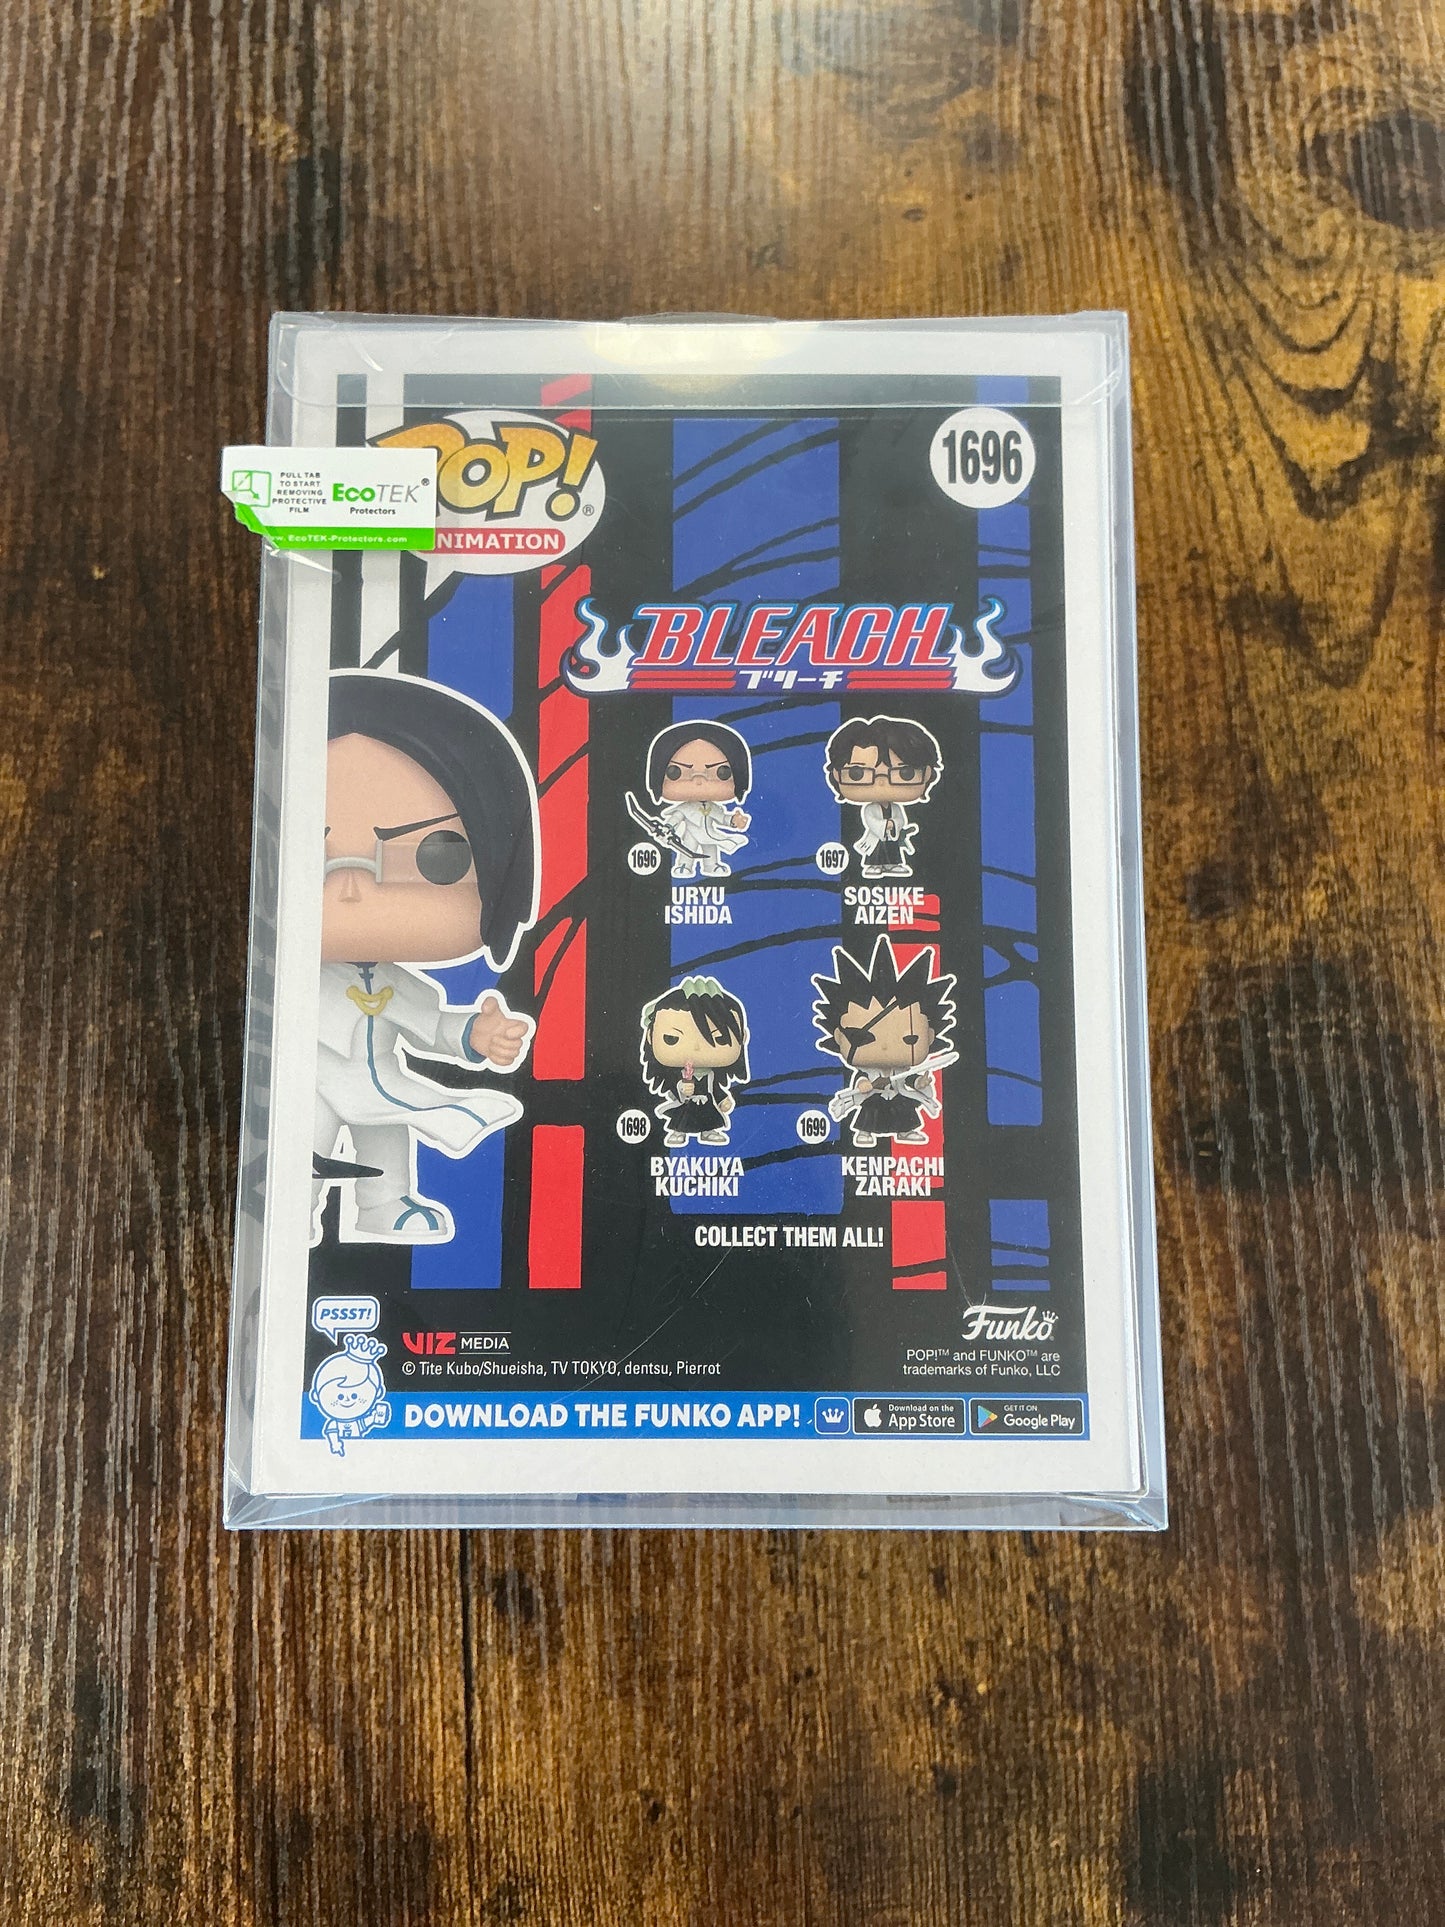 POP!®
ANIMATION
1696
PULL TAB
TO START
REMOVING
PROTECTIVE
FILM
EcoTEK®
Protectors
www.EcoTEK-Protectors.com
BLEACH
ブリーチ
1696
URYU
ISHIDA
1697
SOSUKE
AIZEN
1698
BYAKUYA
KUCHIKI
1699
KENPACHI
ZARAKI
COLLECT THEM ALL!
PSSST!
VIZ MEDIA
© Tite Kubo/Shueisha, TV TOKYO, dentsu, Pierrot
Funko
POP!™ and FUNKO™ are
trademarks of Funko, LLC
DOWNLOAD THE FUNKO APP!
Download on the
App Store
GET IT ON
Google Play